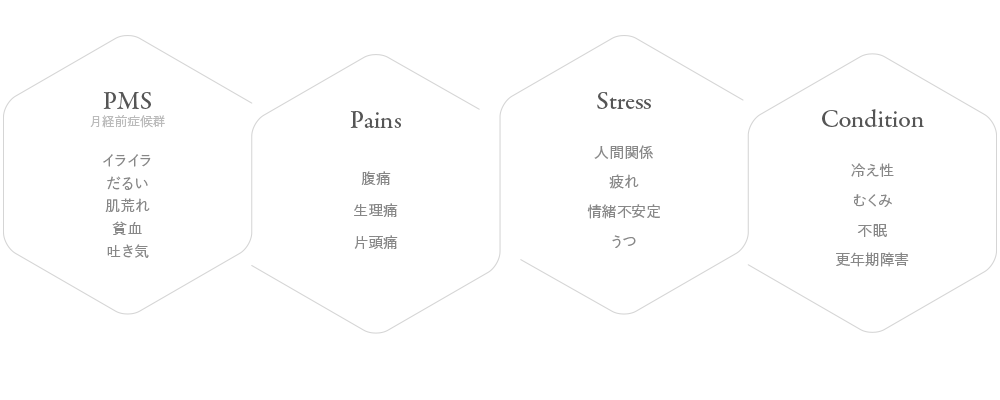 PMS
月経前症候群
イライラ
だるい
肌荒れ
貧血
吐き気
Pains
腹痛
生理痛
片頭痛
Stress
人間関係
疲れ
情緒不安定
うつ
Condition
冷え性
むくみ
不眠
更年期障害